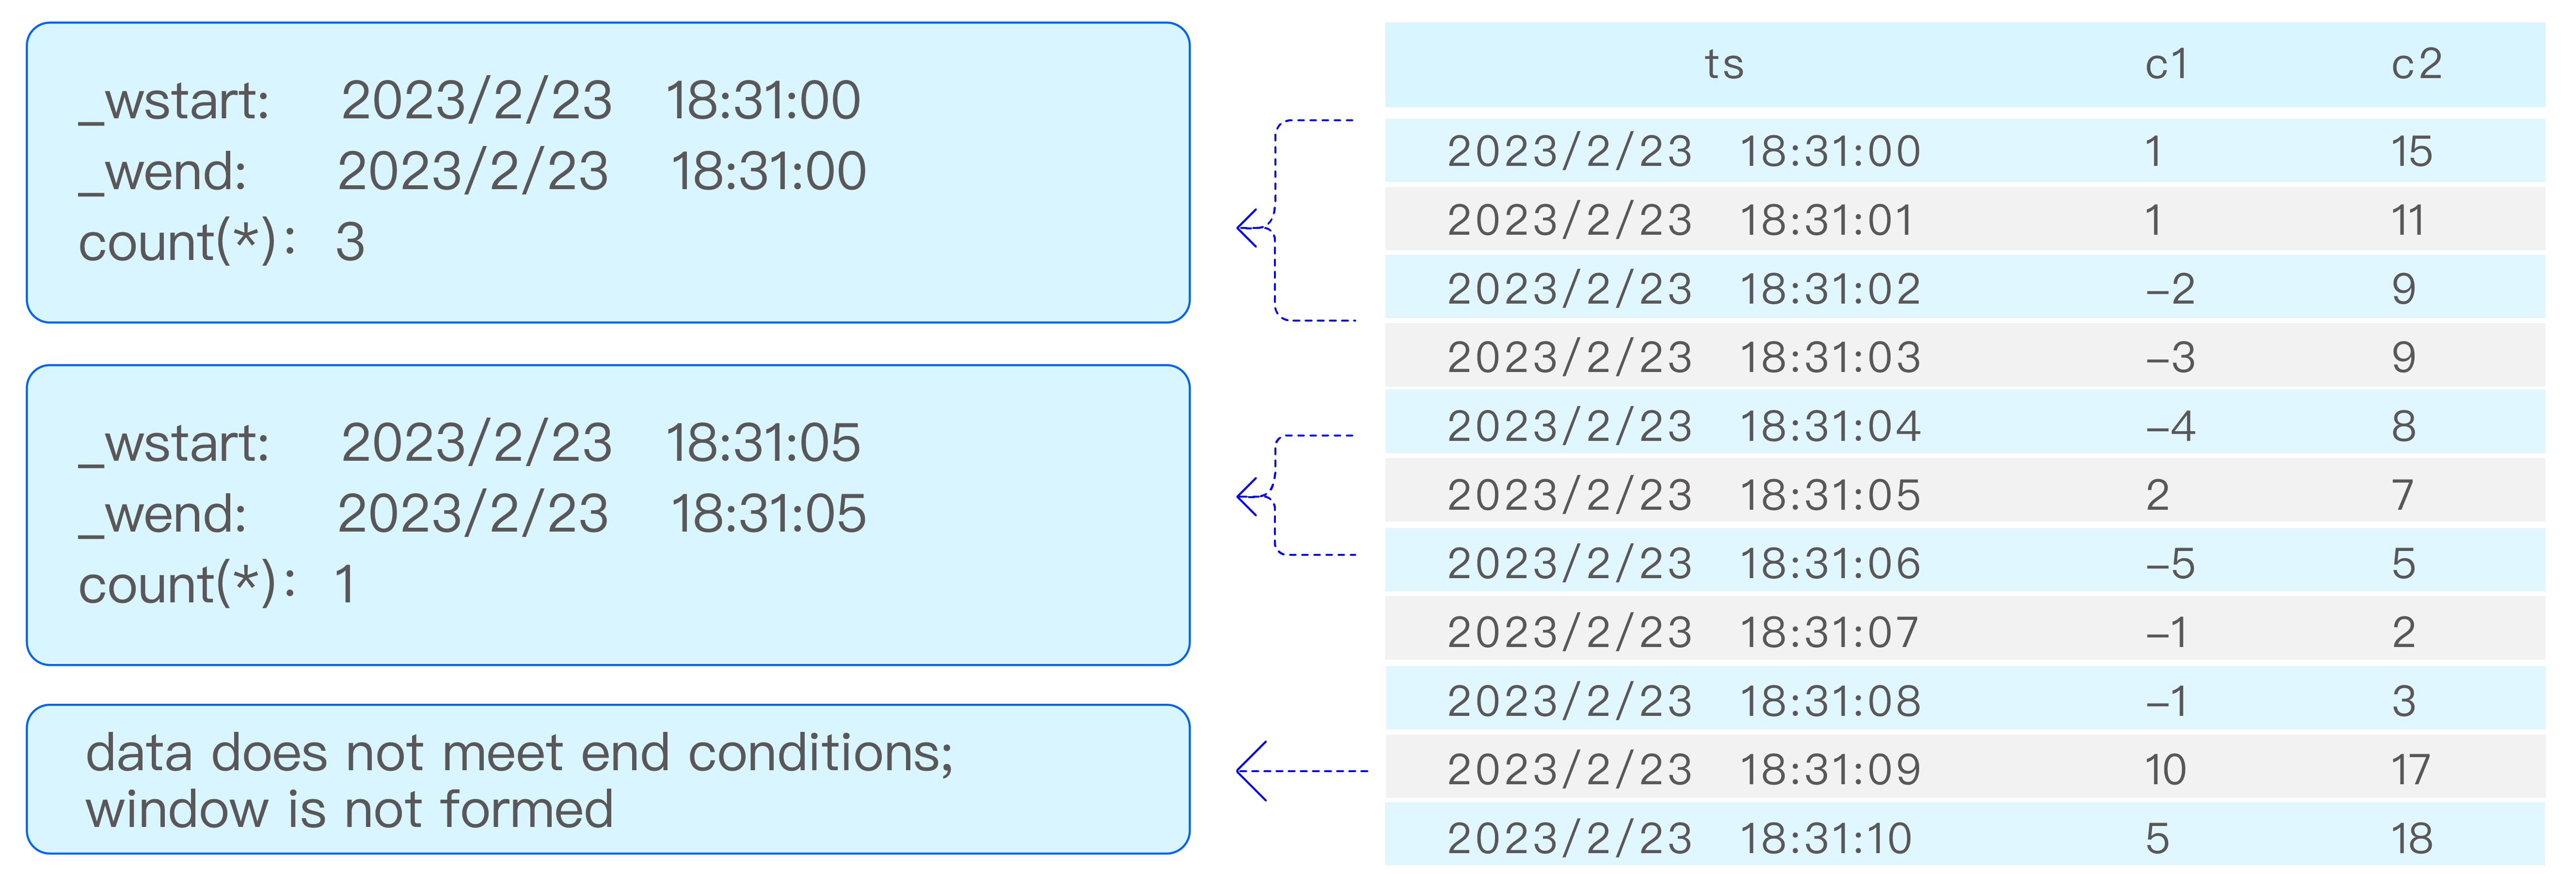 _wstart: 2023/2/23 18:31:00
_wend: 2023/2/23 18:31:00
count(*): 3
_wstart: 2023/2/23 18:31:05
_wend: 2023/2/23 18:31:05
count(*): 1
data does not meet end conditions;
window is not formed
ts c1 c2
2023/2/23 18:31:00 1 15
2023/2/23 18:31:01 1 11
2023/2/23 18:31:02 –2 9
2023/2/23 18:31:03 –3 9
2023/2/23 18:31:04 –4 8
2023/2/23 18:31:05 2 7
2023/2/23 18:31:06 –5 5
2023/2/23 18:31:07 –1 2
2023/2/23 18:31:08 –1 3
2023/2/23 18:31:09 10 17
2023/2/23 18:31:10 5 18